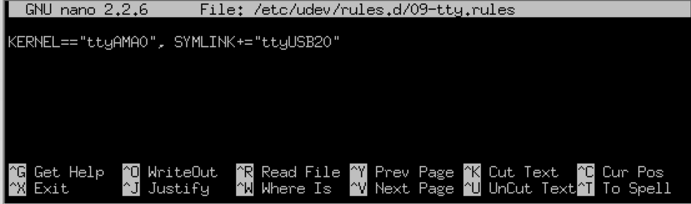 GNU nano 2.2.6 File: /etc/udev/rules.d/09-tty.rules
KERNEL=="ttyAMA0", SYMLINK+="ttyUSB20"
^G Get Help ^O WriteOut ^R Read File ^Y Prev Page ^K Cut Text ^C Cur Pos
^X Exit ^J Justify ^W Where Is ^V Next Page ^U UnCut Text ^T To Spell